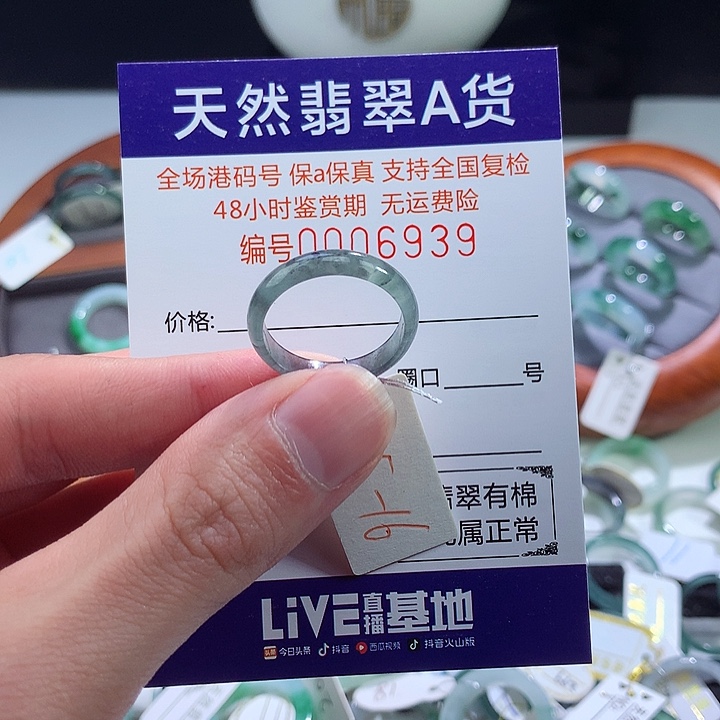 天然翡翠A货
全场港码号 保a保真 支持全国复检
48小时鉴赏期 无运费险
编号0006939
价格:
圈口 号
翠有棉
属正常
LiVE直播基地
今日头条 抖音 西瓜视频 抖音火山版